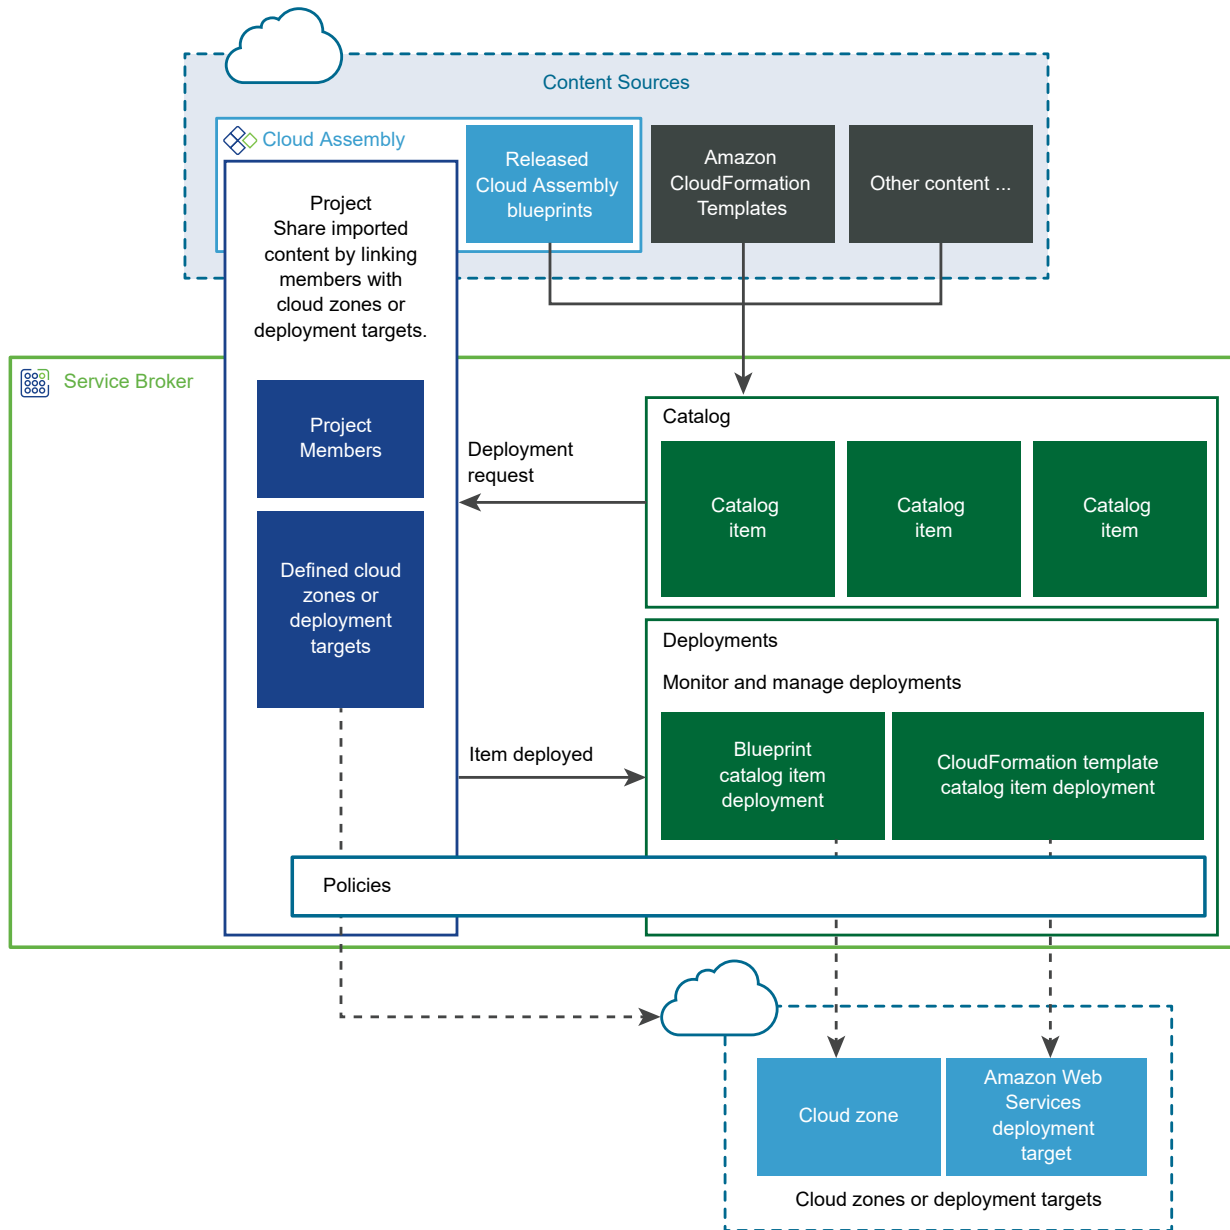 Content Sources
Cloud Assembly
Released
Cloud Assembly
blueprints
Amazon
CloudFormation
Templates
Other content ...
Project
Share imported
content by linking
members with
cloud zones or
deployment targets.
Service Broker
Project
Members
Defined cloud
zones or
deployment
targets
Deployment
request
Catalog
Catalog
item
Catalog
item
Catalog
item
Deployments
Monitor and manage deployments
Item deployed
Blueprint
catalog item
deployment
CloudFormation template
catalog item deployment
Policies
Cloud zone
Amazon Web
Services
deployment
target
Cloud zones or deployment targets